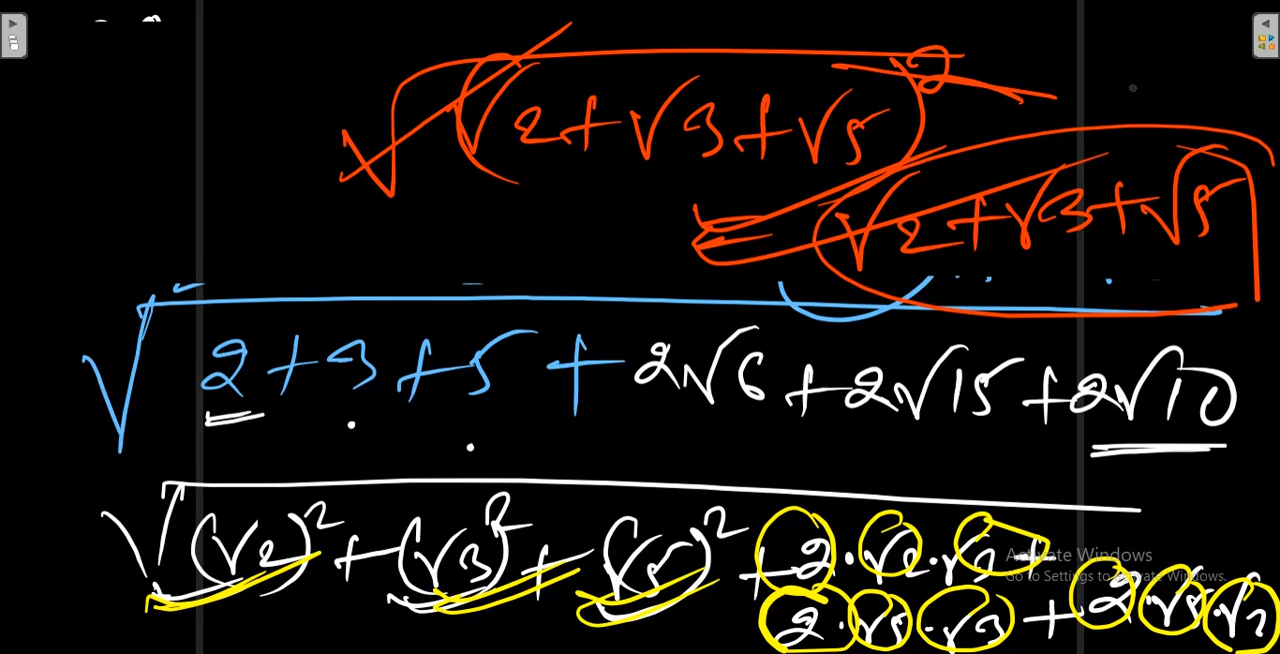 √(√2+√3+√5)²
= (√2+√3+√5)
√2+3+5+2√6+2√15+2√10
√(√2)²+(√3)²+(√5)²+2·√2·√3+
2·√5·√3+2·√5·√2
Activate Windows
Go to Settings to activate Windows.